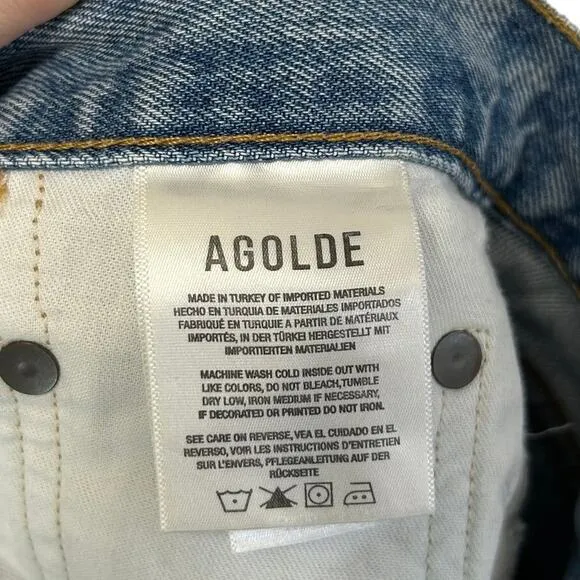 AGOLDE
MADE IN TURKEY OF IMPORTED MATERIALS
HECHO EN TURQUIA DE MATERIALES IMPORTADOS
FABRIQUÉ EN TURQUIE A PARTIR DE MATÉRIAUX
IMPORTÉS, IN DER TÜRKEI HERGESTELLT MIT
IMPORTIERTEN MATERIALIEN
MACHINE WASH COLD INSIDE OUT WITH
LIKE COLORS, DO NOT BLEACH,TUMBLE
DRY LOW, IRON MEDIUM IF NECESSARY,
IF DECORATED OR PRINTED DO NOT IRON.
SEE CARE ON REVERSE,VEA EL CUIDADO EN EL
REVERSO, VOIR LES INSTRUCTIONS D'ENTRETIEN
SUR L'ENVERS, PFLEGEANLEITUNG AUF DER
RÜCKSEITE